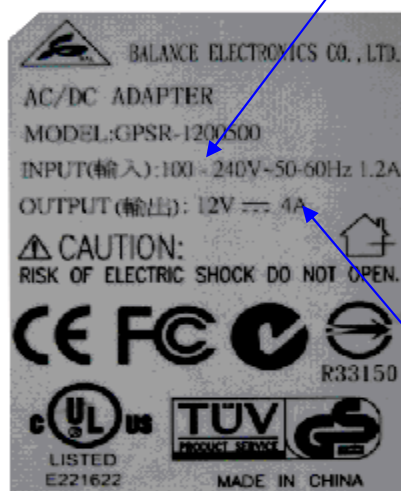 BALANCE ELECTRONICS CO., LTD.
AC/DC ADAPTER
MODEL:GPSR-1200500
INPUT(輸入):100 - 240V~50-60Hz 1.2A
OUTPUT(輸出): 12V ⎓ 4A
CAUTION:
RISK OF ELECTRIC SHOCK DO NOT OPEN.
CE FC
R33150
c UL us
LISTED
E221622
TÜV
PRODUCT SERVICE
GS
MADE IN CHINA